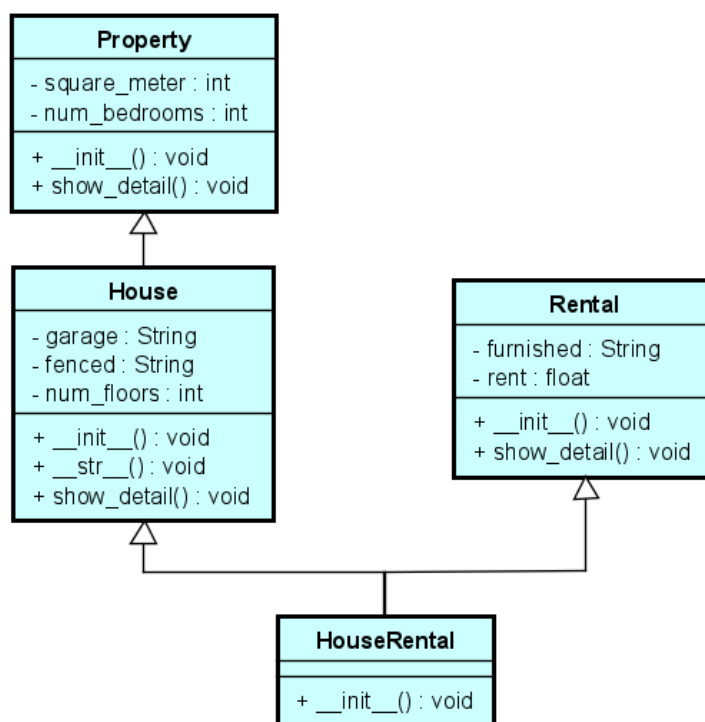 Property
- square_meter : int
- num_bedrooms : int
+ __init__() : void
+ show_detail() : void
House
- garage : String
- fenced : String
- num_floors : int
+ __init__() : void
+ __str__() : void
+ show_detail() : void
Rental
- furnished : String
- rent : float
+ __init__() : void
+ show_detail() : void
HouseRental
+ __init__() : void